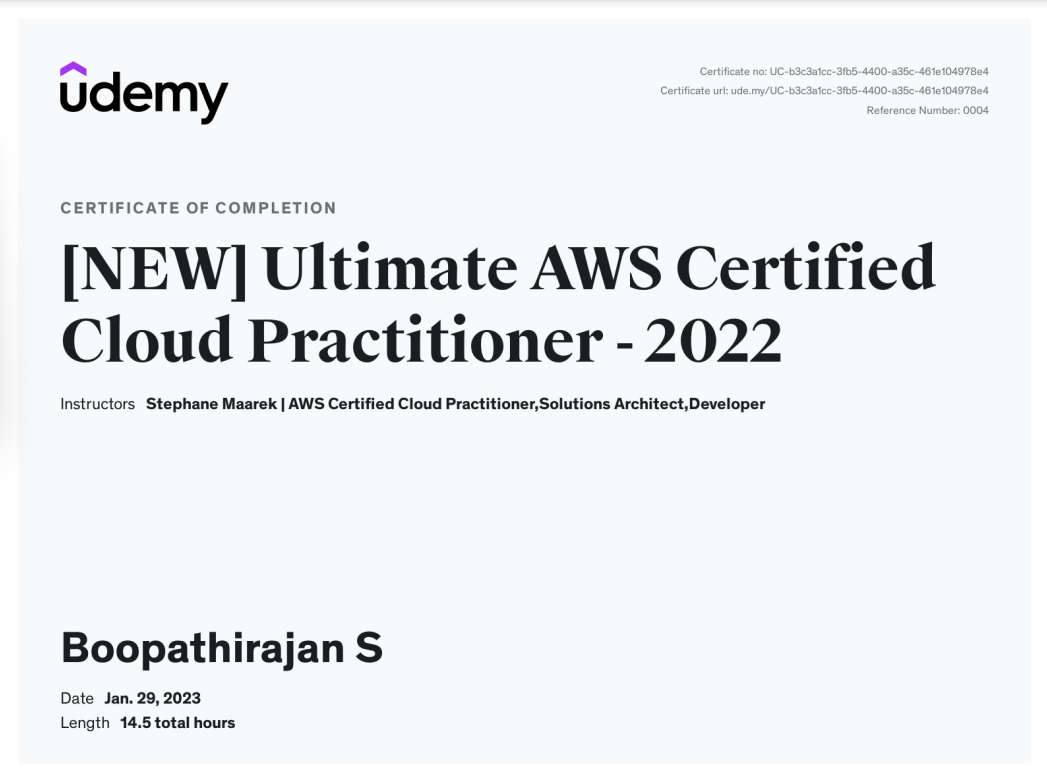 udemy
Certificate no: UC-b3c3a1cc-3fb5-4400-a35c-461e104978e4
Certificate url: ude.my/UC-b3c3a1cc-3fb5-4400-a35c-461e104978e4
Reference Number: 0004
CERTIFICATE OF COMPLETION
[NEW] Ultimate AWS Certified
Cloud Practitioner - 2022
Instructors Stephane Maarek | AWS Certified Cloud Practitioner,Solutions Architect,Developer
Boopathirajan S
Date Jan. 29, 2023
Length 14.5 total hours